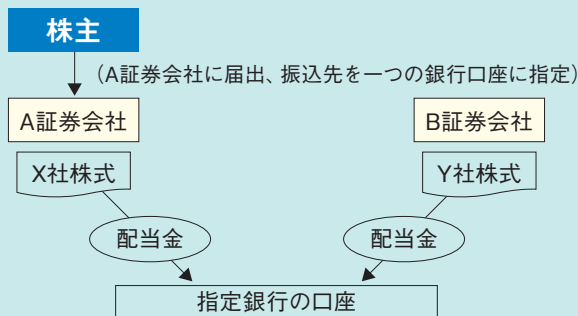 株主
（A証券会社に届出、振込先を一つの銀行口座に指定）
A証券会社
B証券会社
X社株式
Y社株式
配当金
配当金
指定銀行の口座